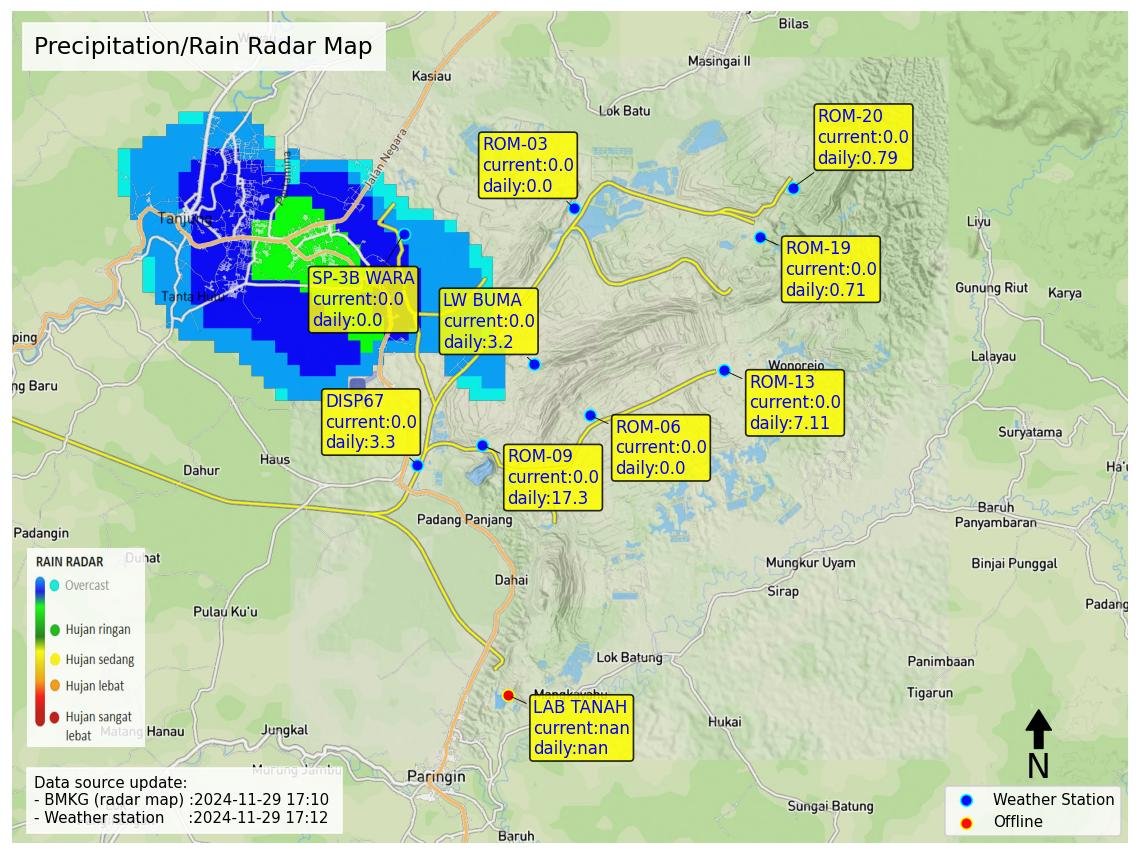 Precipitation/Rain Radar Map
Bilas
Masingai II
Kasiau
Lok Batu
Jalan Negara
ROM-20
current:0.0
daily:0.79
ROM-03
current:0.0
daily:0.0
Tanjung
Liyu
ROM-19
current:0.0
daily:0.71
SP-3B WARA
current:0.0
daily:0.0
LW BUMA
current:0.0
daily:3.2
Gunung Riut
Karya
ping
Lalayau
ng Baru
Wonorejo
ROM-13
current:0.0
daily:7.11
DISP67
current:0.0
daily:3.3
ROM-06
current:0.0
daily:0.0
Suryatama
ROM-09
current:0.0
daily:17.3
Haus
Dahur
Baruh
Panyambaran
Padang Panjang
Padangin
Duhat
Binjai Punggal
Mungkur Uyam
Dahai
Sirap
Padang
Pulau Ku'u
RAIN RADAR
Overcast
Hujan ringan
Hujan sedang
Hujan lebat
Hujan sangat
lebat
Lok Batung
Panimbaan
Tigarun
LAB TANAH
current:nan
daily:nan
Hukai
Matang Hanau
Jungkal
Murung Jambu
Paringin
Sungai Batung
Baruh
Data source update:
- BMKG (radar map) :2024-11-29 17:10
- Weather station :2024-11-29 17:12
N
Weather Station
Offline